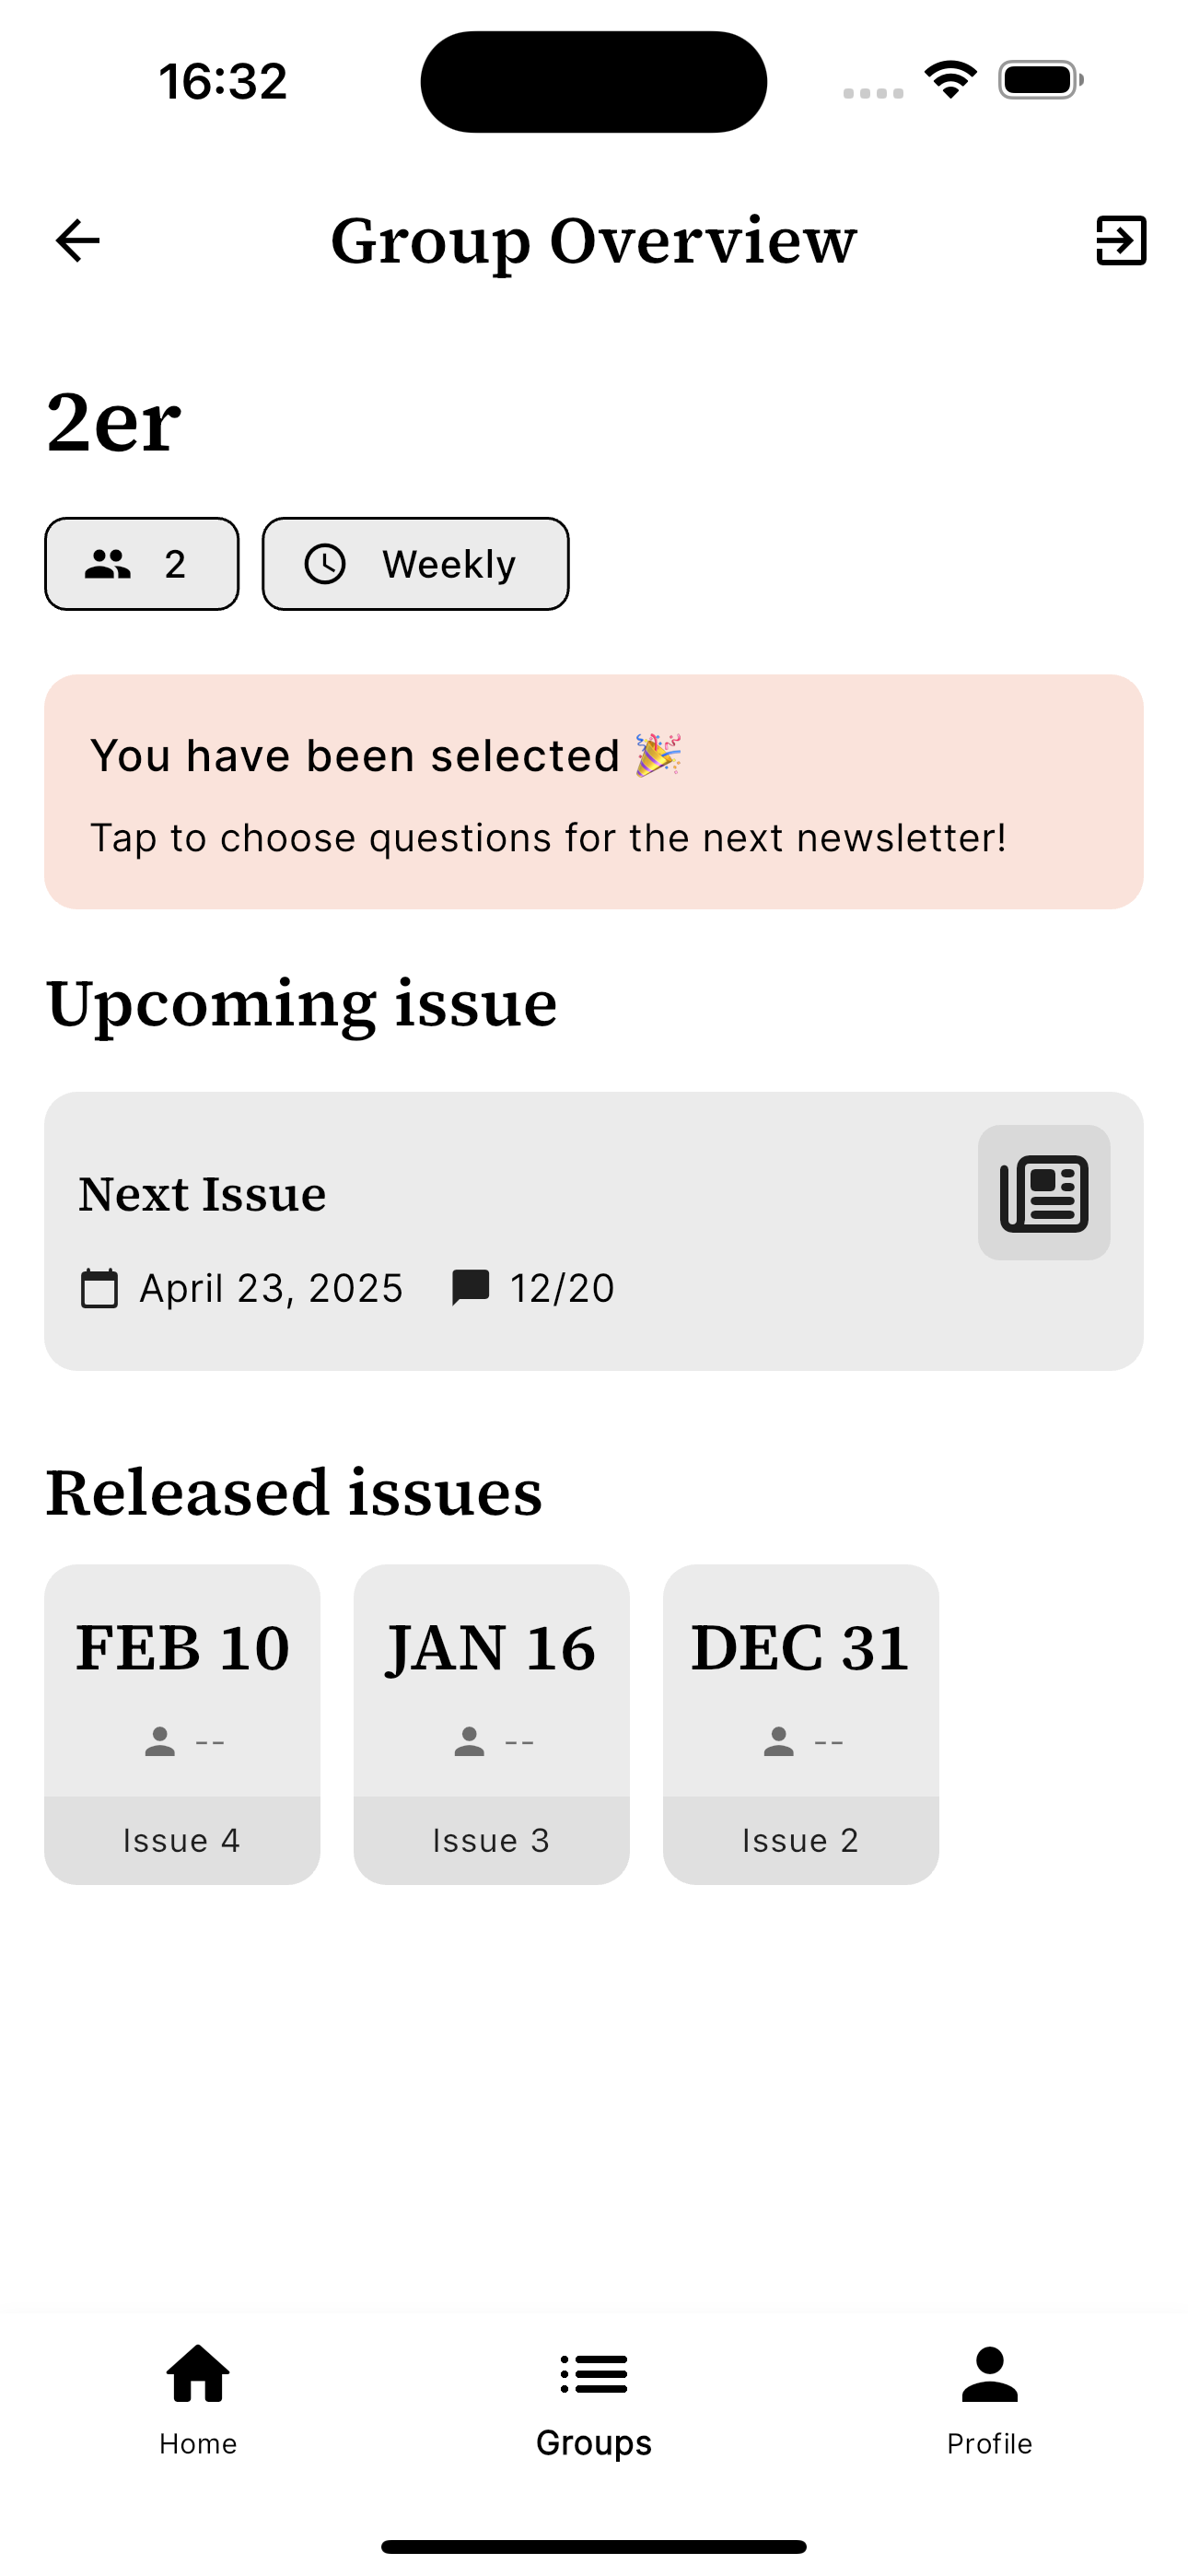 16:32
Group Overview
2er
2
Weekly
You have been selected 🎉
Tap to choose questions for the next newsletter!
Upcoming issue
Next Issue
April 23, 2025
12/20
Released issues
FEB 10
JAN 16
DEC 31
--
--
--
Issue 4
Issue 3
Issue 2
Home
Groups
Profile